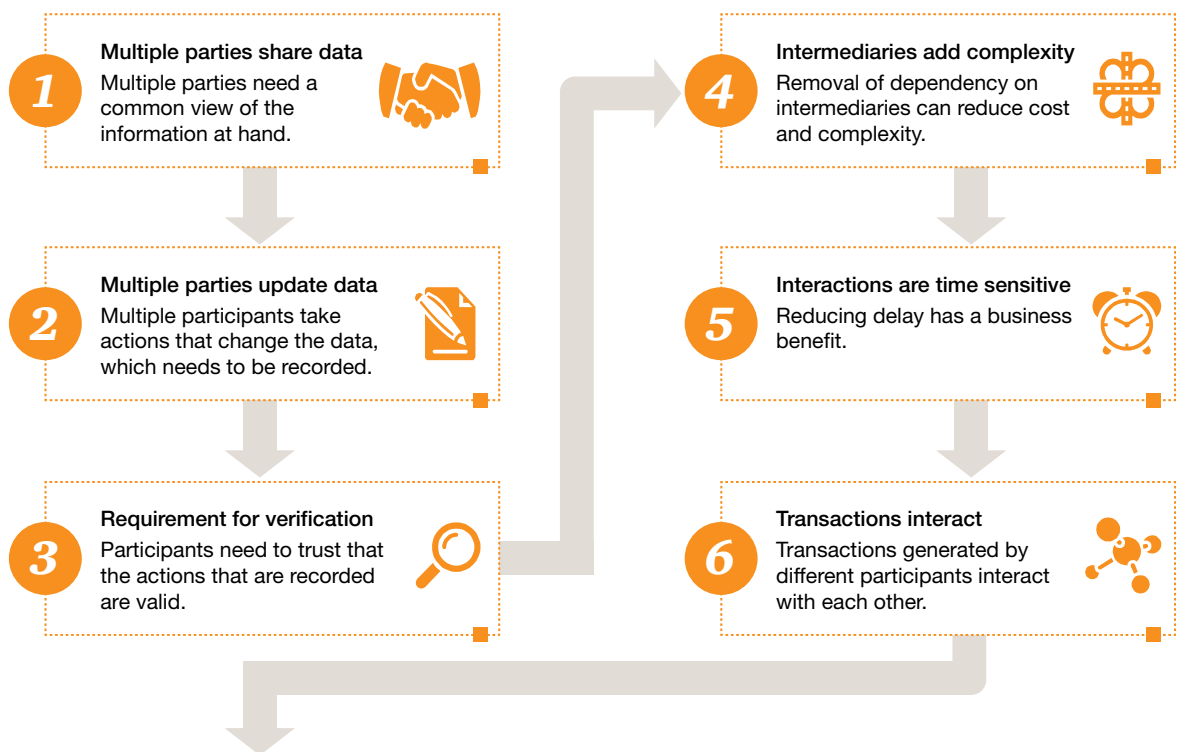 1
Multiple parties share data
Multiple parties need a
common view of the
information at hand.
2
Multiple parties update data
Multiple participants take
actions that change the data,
which needs to be recorded.
3
Requirement for verification
Participants need to trust that
the actions that are recorded
are valid.
4
Intermediaries add complexity
Removal of dependency on
intermediaries can reduce cost
and complexity.
5
Interactions are time sensitive
Reducing delay has a business
benefit.
6
Transactions interact
Transactions generated by
different participants interact
with each other.